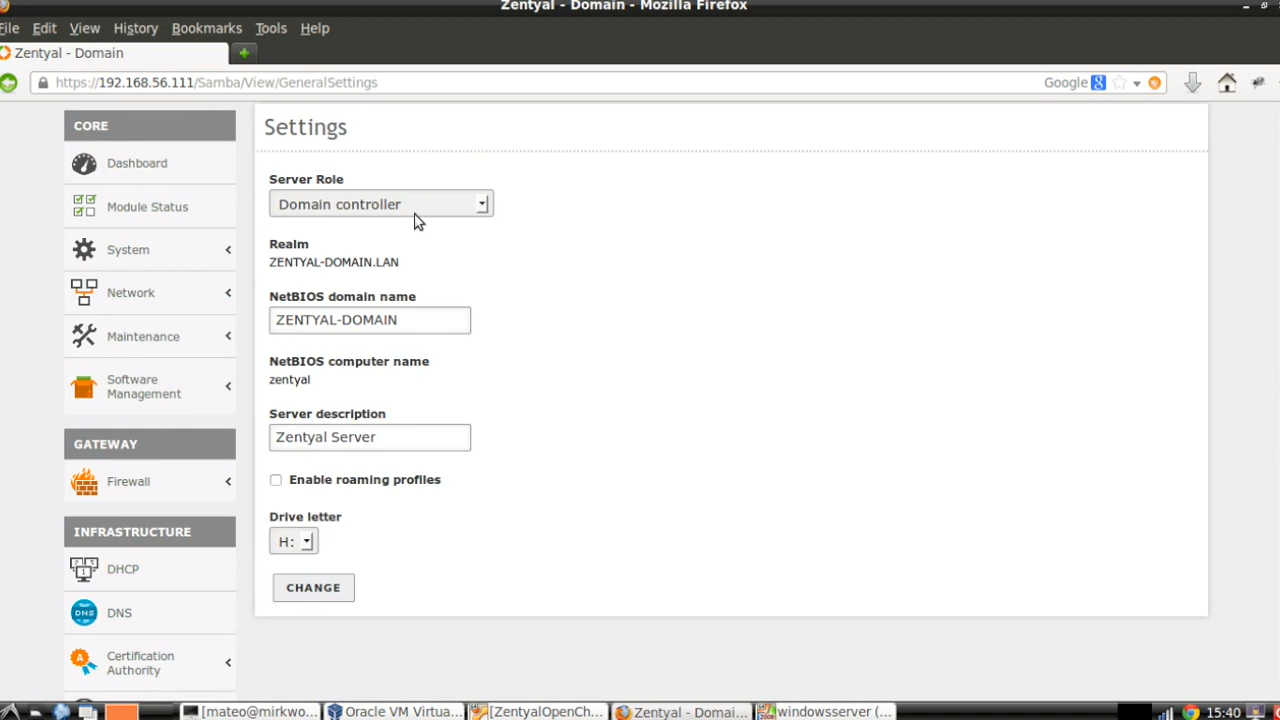 Zentyal - Domain - Mozilla Firefox
File Edit View History Bookmarks Tools Help
Zentyal - Domain
https://192.168.56.111/Samba/View/GeneralSettings
Google 8
CORE
Dashboard
Module Status
System
Network
Maintenance
Software
Management
GATEWAY
Firewall
INFRASTRUCTURE
DHCP
DNS
DNS
Certification
Authority
Settings
Server Role
Domain controller
Realm
ZENTYAL-DOMAIN.LAN
NetBIOS domain name
ZENTYAL-DOMAIN
NetBIOS computer name
zentyal
Server description
Zentyal Server
Enable roaming profiles
Drive letter
H:
CHANGE
[mateo@mirkwo... Oracle VM Virtua... [ZentyalOpenCh... Zentyal - Domai... windowsserver (... 15:40